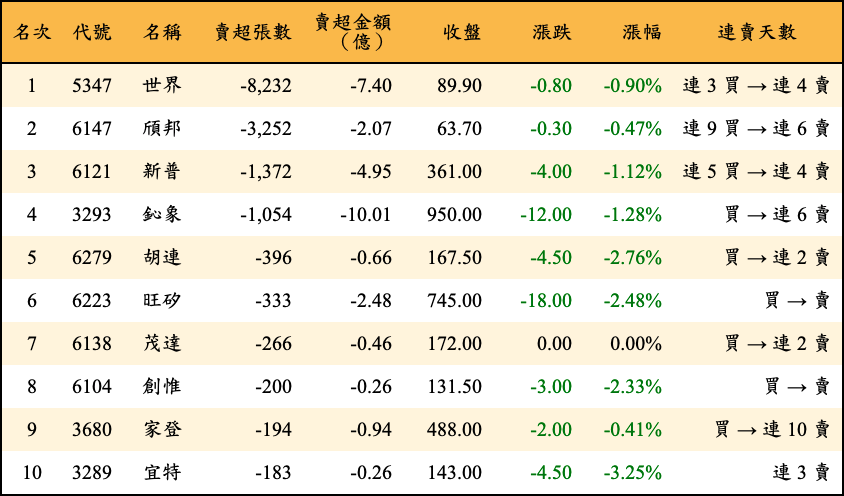 名次 代號 名稱 賣超張數 賣超金額（億） 收盤 漲跌 漲幅 連賣天數
1 5347 世界 -8,232 -7.40 89.90 -0.80 -0.90% 連 3 買 → 連 4 賣
2 6147 頎邦 -3,252 -2.07 63.70 -0.30 -0.47% 連 9 買 → 連 6 賣
3 6121 新普 -1,372 -4.95 361.00 -4.00 -1.12% 連 5 買 → 連 4 賣
4 3293 鈊象 -1,054 -10.01 950.00 -12.00 -1.28% 買 → 連 6 賣
5 6279 胡連 -396 -0.66 167.50 -4.50 -2.76% 買 → 連 2 賣
6 6223 旺矽 -333 -2.48 745.00 -18.00 -2.48% 買 → 賣
7 6138 茂達 -266 -0.46 172.00 0.00 0.00% 買 → 連 2 賣
8 6104 創惟 -200 -0.26 131.50 -3.00 -2.33% 買 → 賣
9 3680 家登 -194 -0.94 488.00 -2.00 -0.41% 買 → 連 10 賣
10 3289 宜特 -183 -0.26 143.00 -4.50 -3.25% 連 3 賣